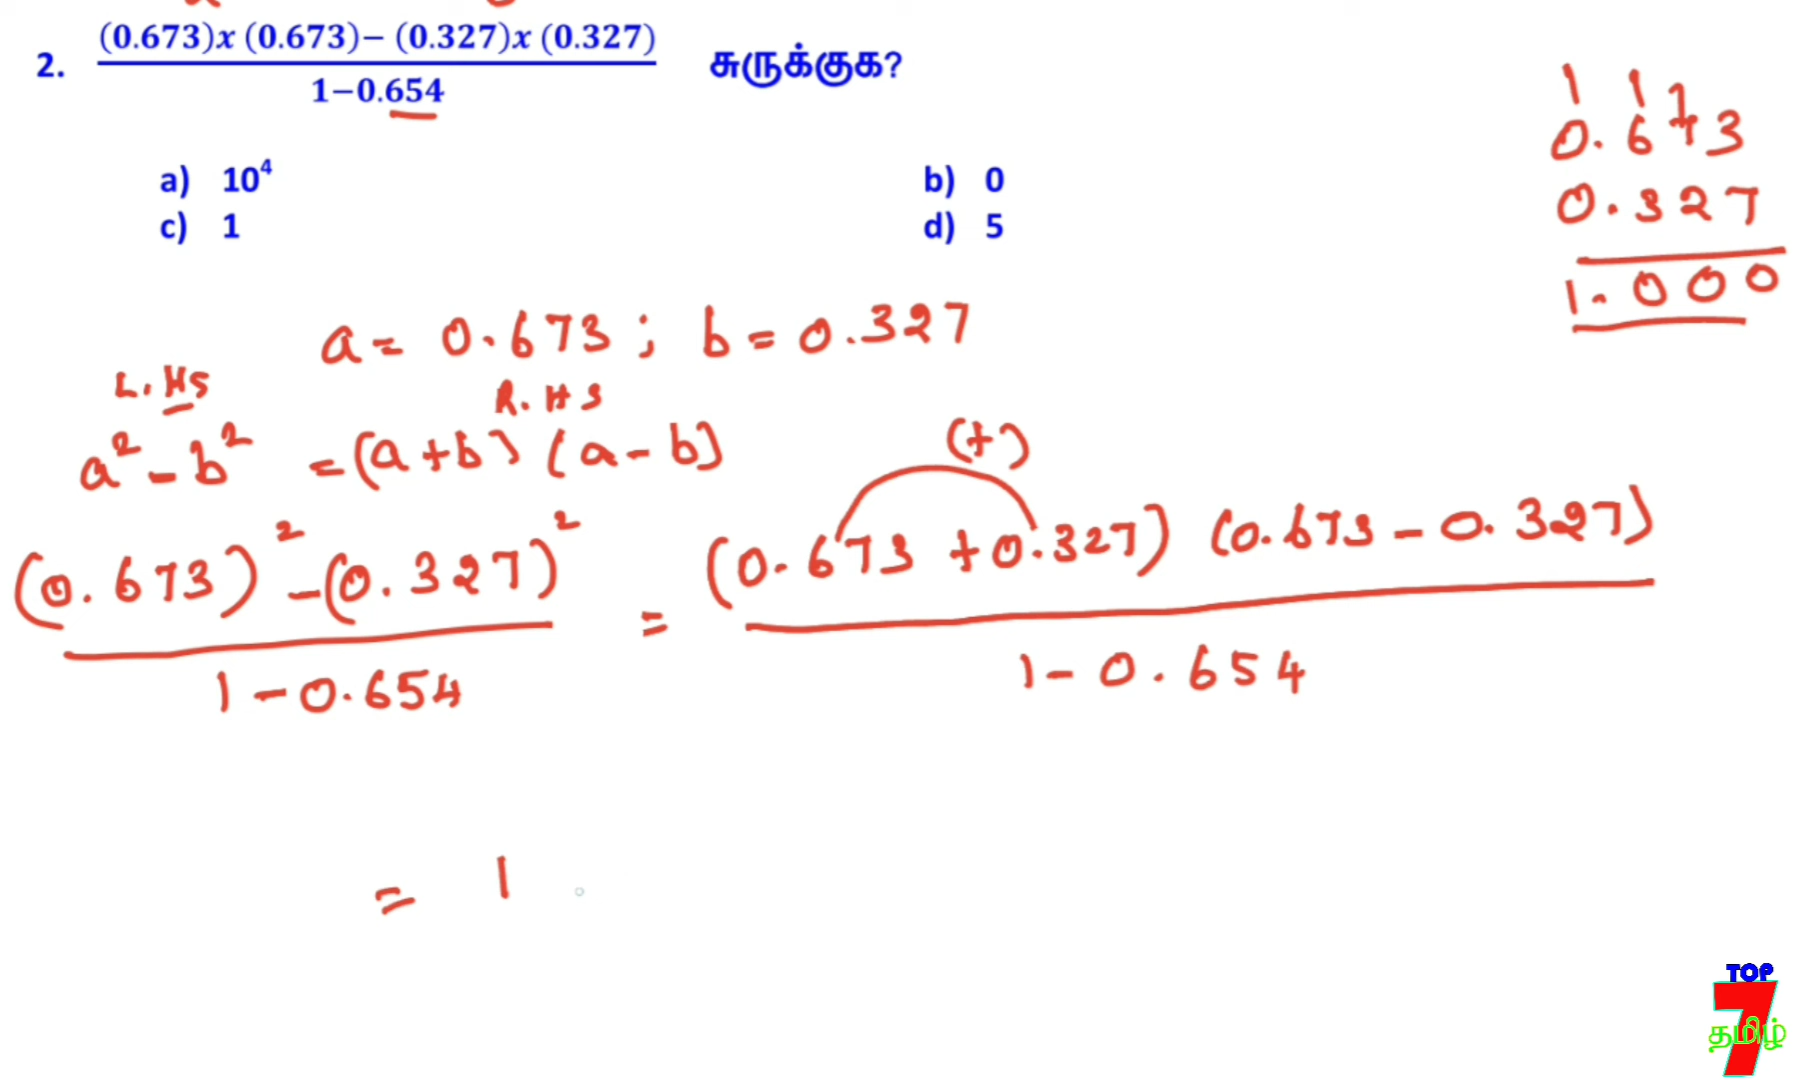 2. (0.673)x (0.673)− (0.327)x (0.327)
1−0.654
சுருக்குக?
a) 10⁴ b) 0
c) 1 d) 5
1 1 1
0.673
0.327
1.000
a = 0.673 ; b = 0.327
L.HS R.HS
a² - b² = (a+b) (a-b)
(+)
(0.673)² - (0.327)² = (0.673 + 0.327) (0.673 - 0.327)
1 - 0.654 1 - 0.654
= 1
TOP
7
தமிழ்